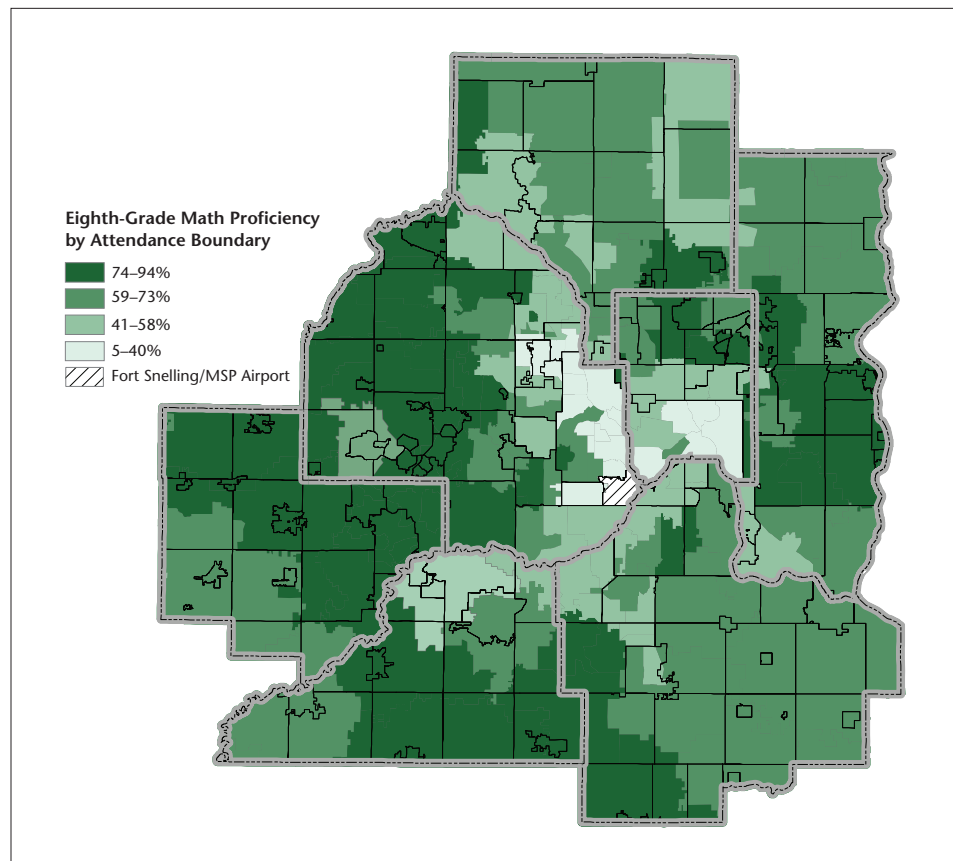 Eighth-Grade Math Proficiency
by Attendance Boundary
74–94%
59–73%
41–58%
5–40%
Fort Snelling/MSP Airport